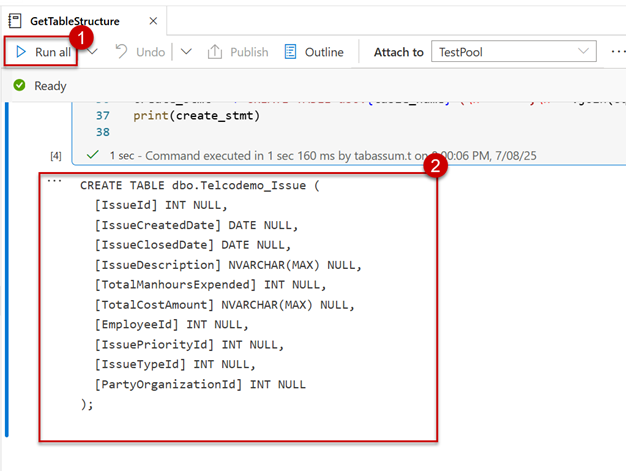 GetTableStructure
1
Run all
Undo
Publish
Outline
Attach to
TestPool
Ready
37 print(create_stmt)
38
[4] 1 sec - Command executed in 1 sec 160 ms by tabassum.t on :00:06 PM, 7/08/25
2
CREATE TABLE dbo.Telcodemo_Issue (
[IssueId] INT NULL,
[IssueCreatedDate] DATE NULL,
[IssueClosedDate] DATE NULL,
[IssueDescription] NVARCHAR(MAX) NULL,
[TotalManhoursExpended] INT NULL,
[TotalCostAmount] NVARCHAR(MAX) NULL,
[EmployeeId] INT NULL,
[IssuePriorityId] INT NULL,
[IssueTypeId] INT NULL,
[PartyOrganizationId] INT NULL
);